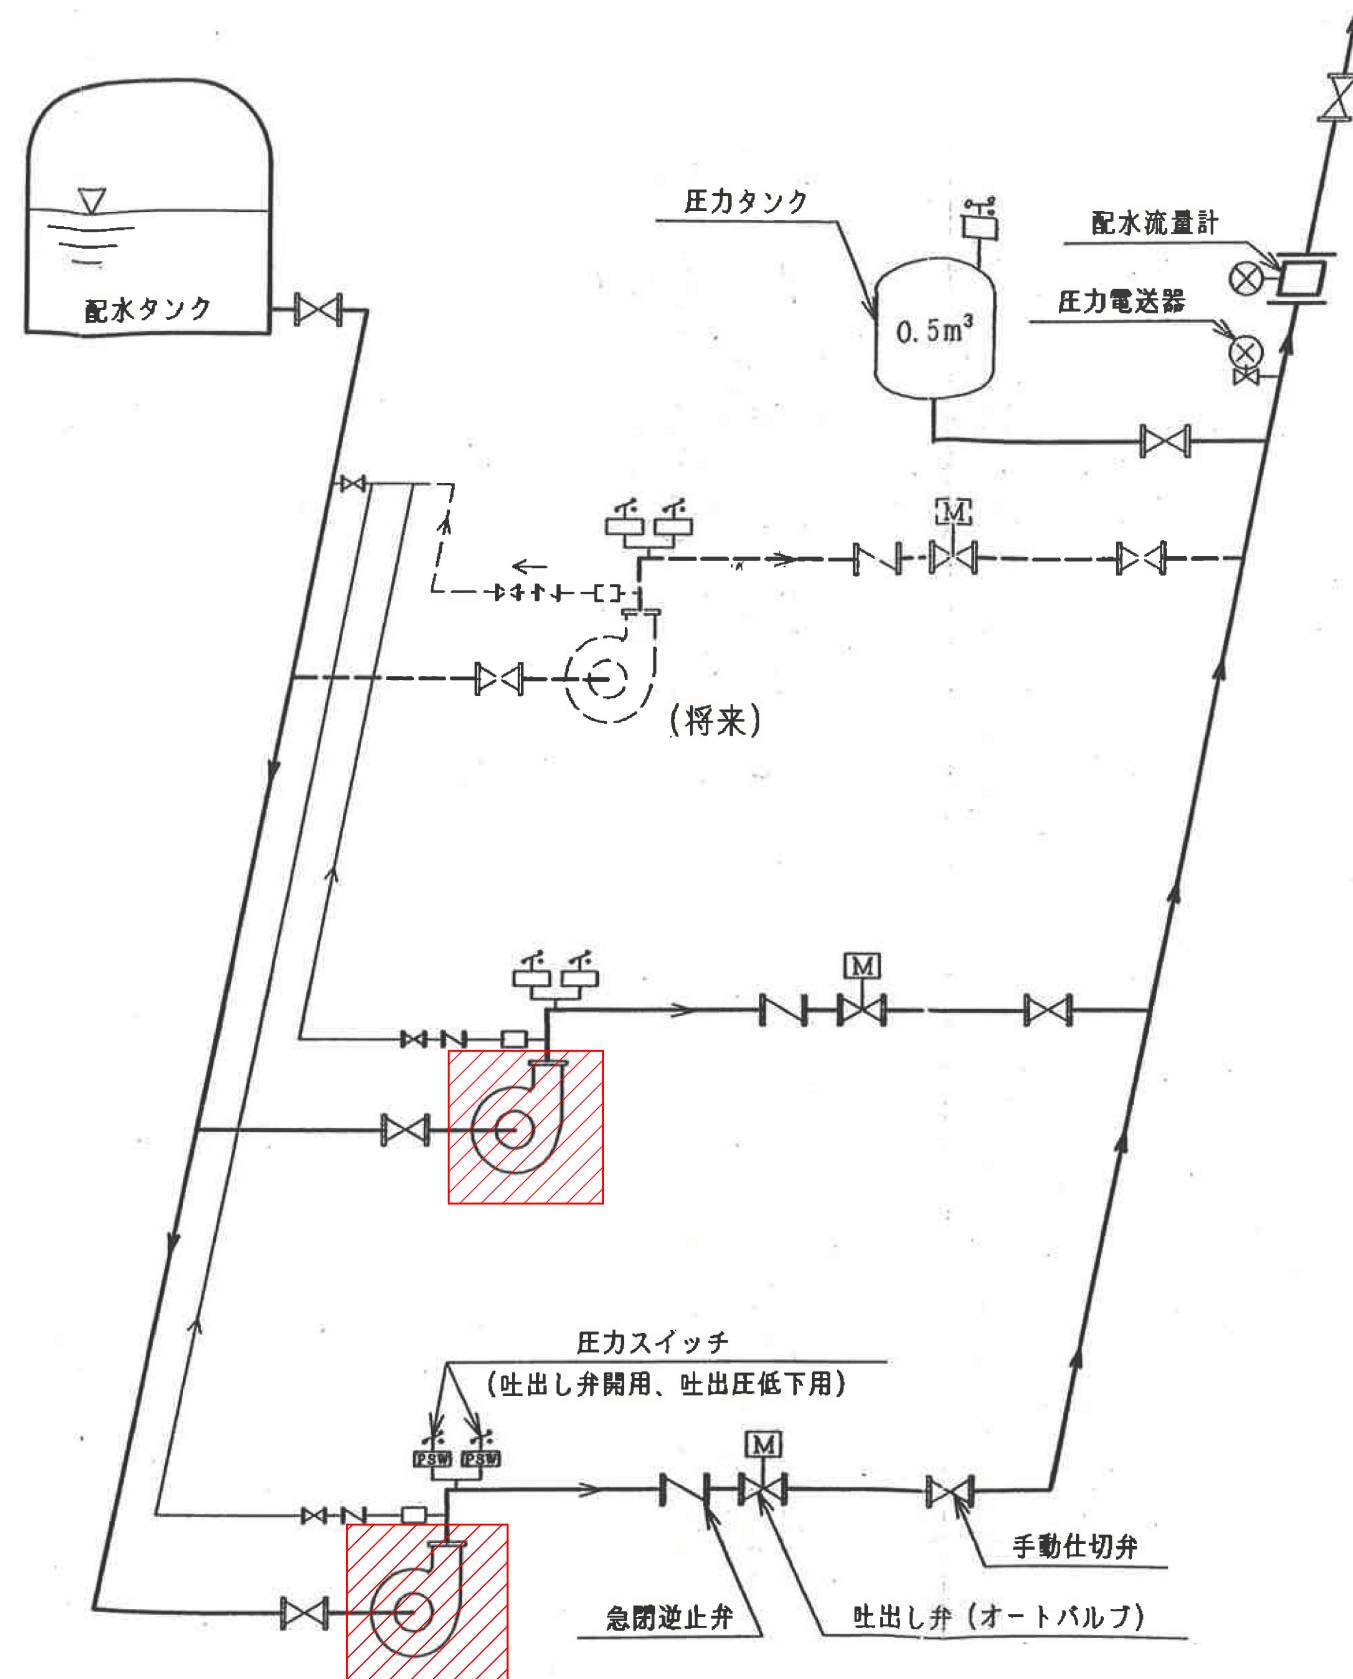 圧力タンク
配水流量計
配水タンク
圧力電送器
0.5m³
M
(将来)
M
圧力スイッチ
(吐出し弁開用、吐出圧低下用)
PSW PSW
M
手動仕切弁
急閉逆止弁
吐出し弁(オートバルブ)